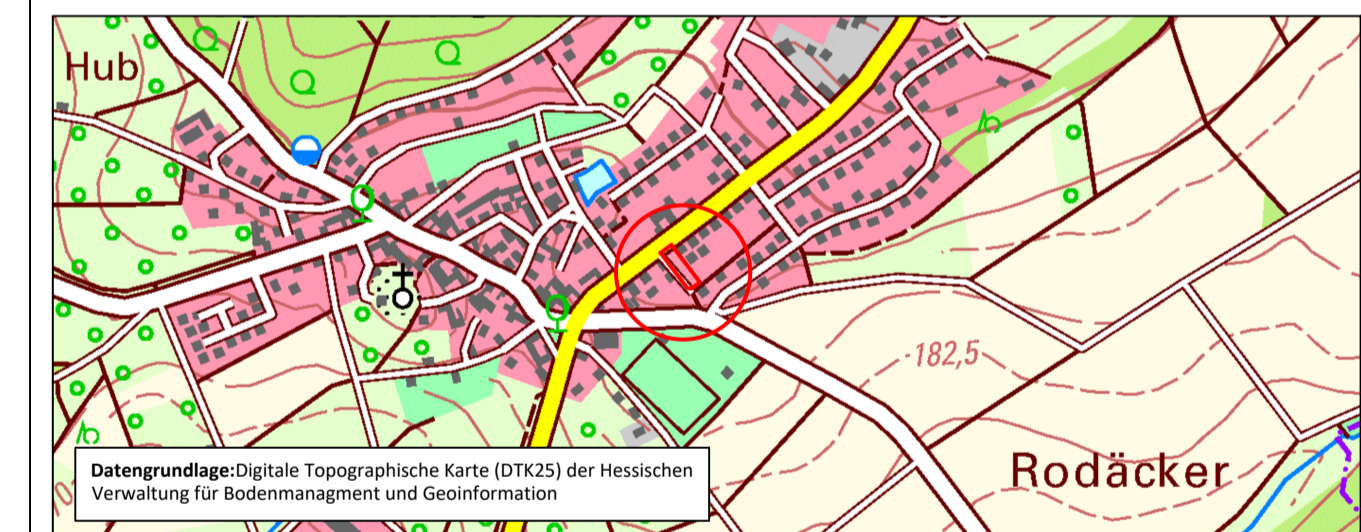 Hub
-182,5
Rodäcker
Datengrundlage:Digitale Topographische Karte (DTK25) der Hessischen
Verwaltung für Bodenmanagment und Geoinformation